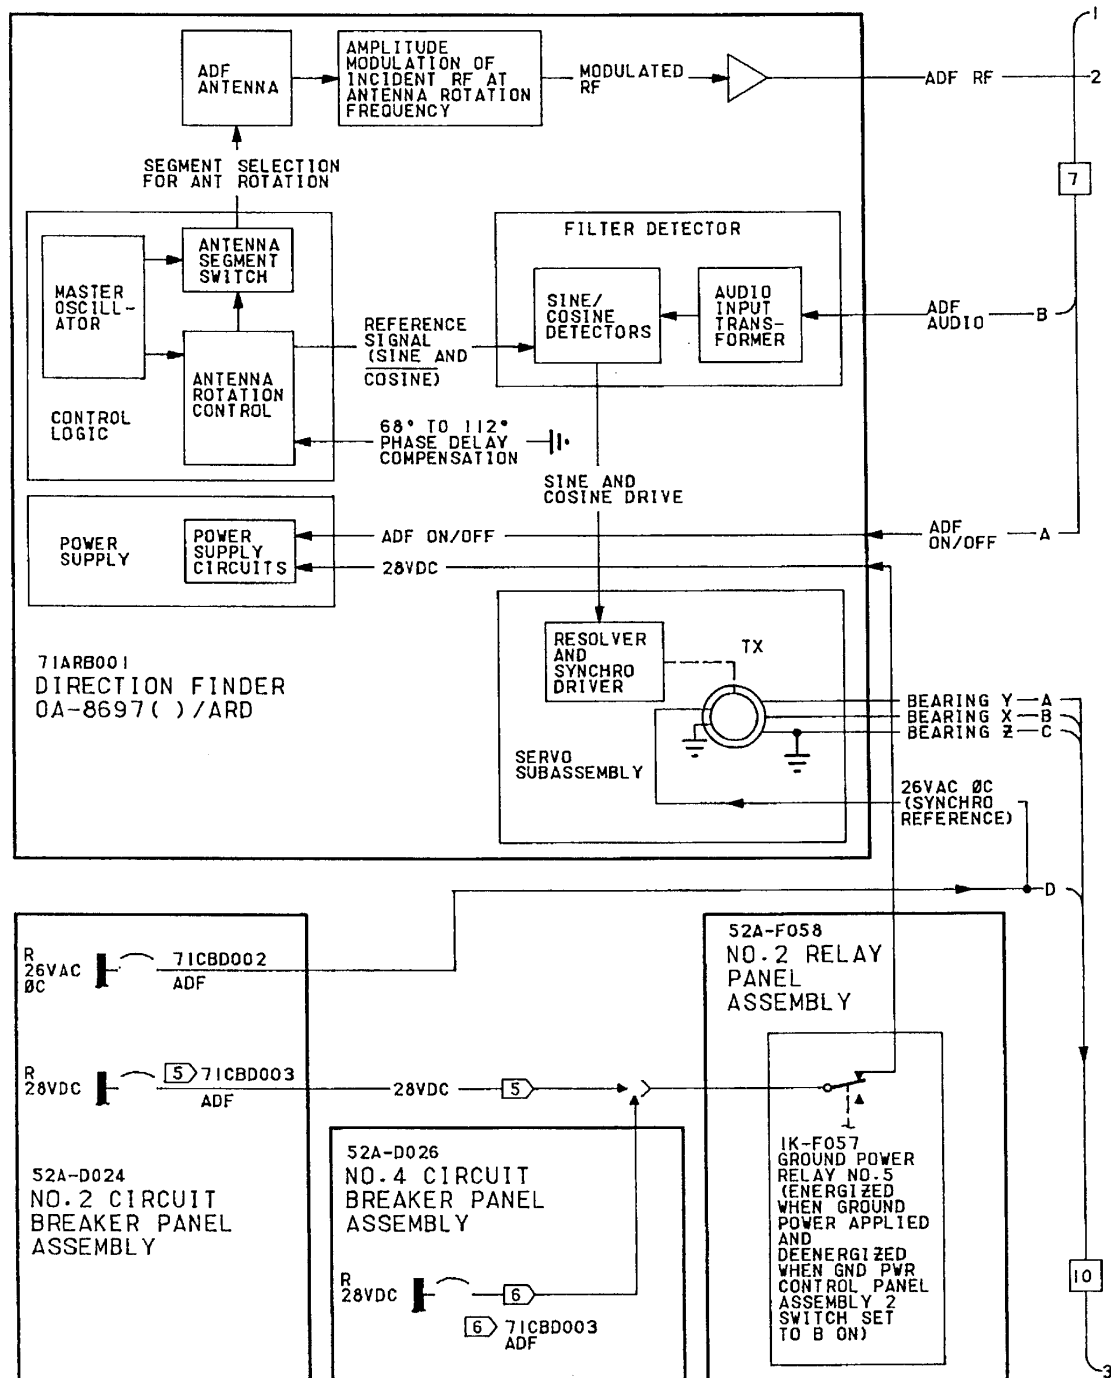 1
ADF
ANTENNA
AMPLITUDE
MODULATION OF
INCIDENT RF AT
ANTENNA ROTATION
FREQUENCY
MODULATED
RF
ADF RF
2
SEGMENT SELECTION
FOR ANT ROTATION
7
MASTER
OSCILL-
ATOR
ANTENNA
SEGMENT
SWITCH
ANTENNA
ROTATION
CONTROL
CONTROL
LOGIC
REFERENCE
SIGNAL
(SINE AND
COSINE)
68° TO 112°
PHASE DELAY
COMPENSATION
FILTER DETECTOR
SINE/
COSINE
DETECTORS
AUDIO
INPUT
TRANS-
FORMER
ADF
AUDIO
B
SINE AND
COSINE DRIVE
POWER
SUPPLY
POWER
SUPPLY
CIRCUITS
ADF ON/OFF
28VDC
ADF
ON/OFF
A
71ARB001
DIRECTION FINDER
OA-8697( )/ARD
RESOLVER
AND
SYNCHRO
DRIVER
TX
SERVO
SUBASSEMBLY
BEARING Y
A
BEARING X
B
BEARING Z
C
26VAC ØC
(SYNCHRO
REFERENCE)
D
R
26VAC
ØC
71CBD002
ADF
R
28VDC
5
71CBD003
ADF
28VDC
5
52A-D024
NO.2 CIRCUIT
BREAKER PANEL
ASSEMBLY
52A-D026
NO.4 CIRCUIT
BREAKER PANEL
ASSEMBLY
R
28VDC
6
6
71CBD003
ADF
52A-F058
NO.2 RELAY
PANEL
ASSEMBLY
1K-F057
GROUND POWER
RELAY NO.5
(ENERGIZED
WHEN GROUND
POWER APPLIED
AND
DEENERGIZED
WHEN GND PWR
CONTROL PANEL
ASSEMBLY 2
SWITCH SET
TO B ON)
10
3